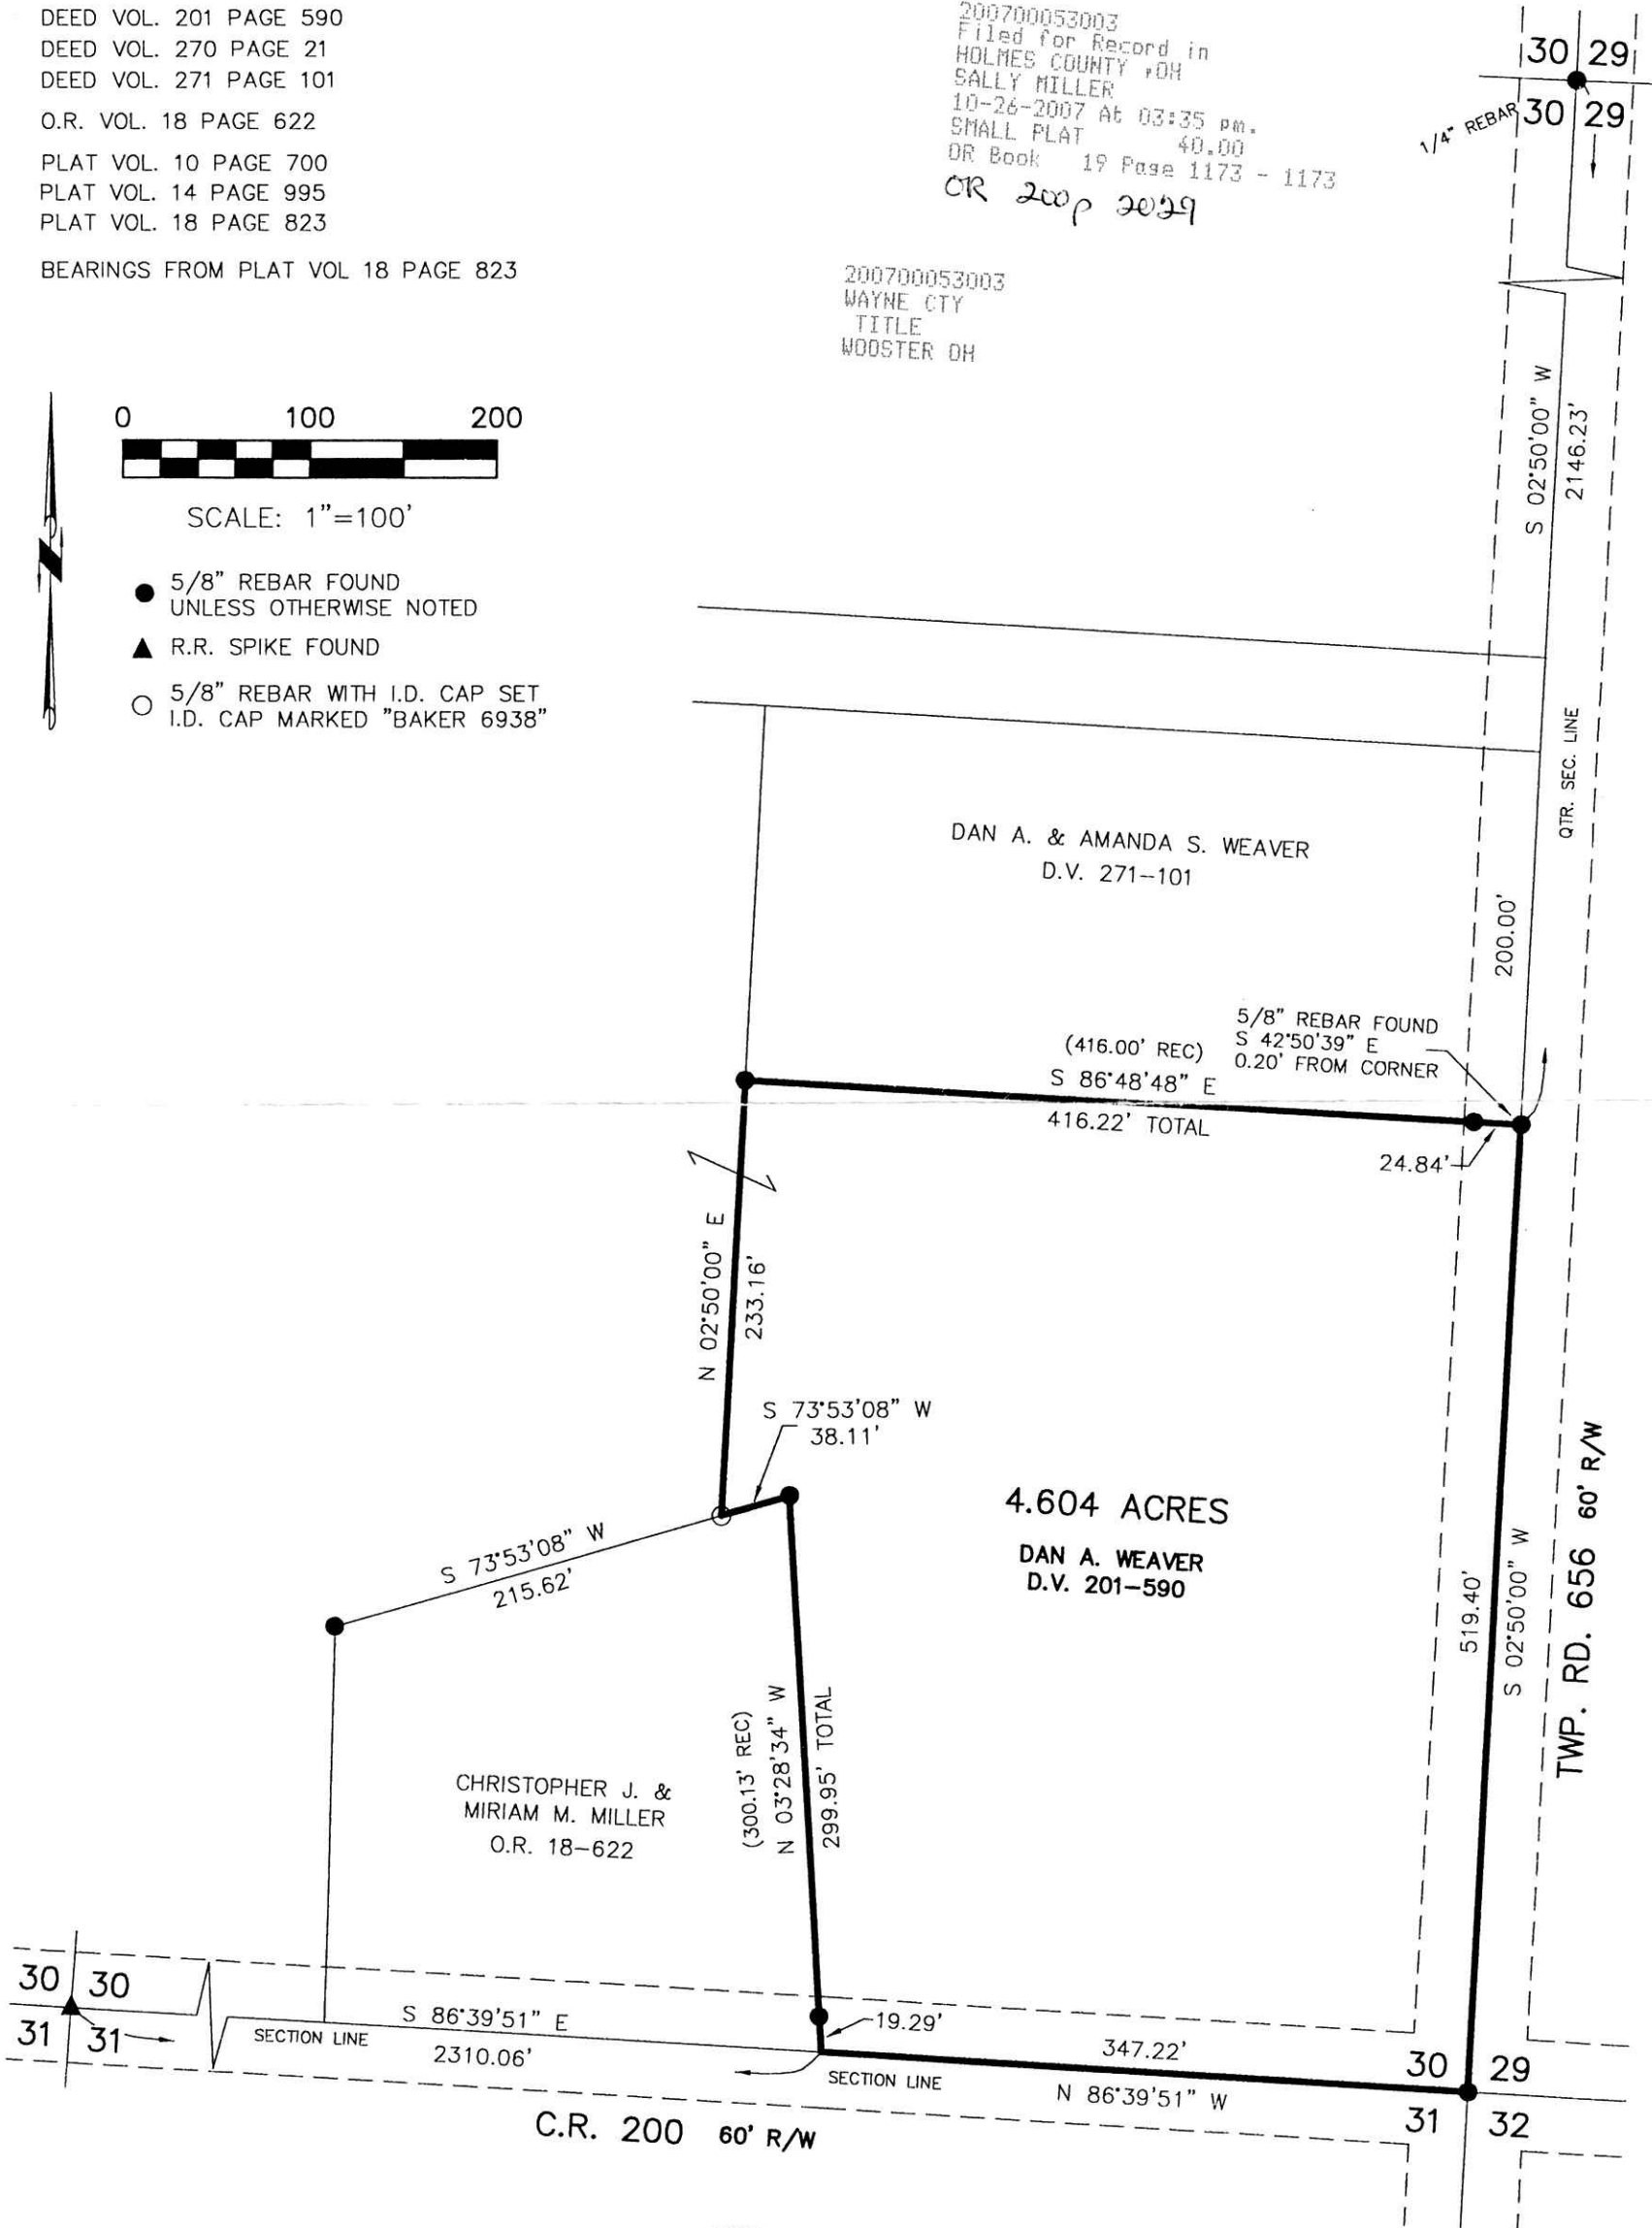 DEED VOL. 201 PAGE 590
DEED VOL. 270 PAGE 21
DEED VOL. 271 PAGE 101
O.R. VOL. 18 PAGE 622
PLAT VOL. 10 PAGE 700
PLAT VOL. 14 PAGE 995
PLAT VOL. 18 PAGE 823
BEARINGS FROM PLAT VOL 18 PAGE 823
200700053003
Filed for Record in
HOLMES COUNTY ,OH
SALLY MILLER
10-26-2007 At 03:35 pm.
SMALL PLAT 40.00
OR Book 19 Page 1173 - 1173
OR 200p 2029
200700053003
WAYNE CTY
TITLE
WOOSTER OH
30 29
30 29
1/4" REBAR
0 100 200
SCALE: 1"=100'
5/8" REBAR FOUND
UNLESS OTHERWISE NOTED
R.R. SPIKE FOUND
5/8" REBAR WITH I.D. CAP SET
I.D. CAP MARKED "BAKER 6938"
S 02°50'00" W
2146.23'
QTR. SEC. LINE
DAN A. & AMANDA S. WEAVER
D.V. 271-101
200.00'
5/8" REBAR FOUND
S 42°50'39" E
0.20' FROM CORNER
(416.00' REC)
S 86°48'48" E
416.22' TOTAL
24.84'
N 02°50'00" E
233.16'
S 73°53'08" W
38.11'
4.604 ACRES
DAN A. WEAVER
D.V. 201-590
S 73°53'08" W
215.62'
519.40'
S 02°50'00" W
TWP. RD. 656 60' R/W
(300.13' REC)
N 03°28'34" W
299.95' TOTAL
CHRISTOPHER J. &
MIRIAM M. MILLER
O.R. 18-622
30 30
31 31
S 86°39'51" E
SECTION LINE
2310.06'
19.29'
347.22'
SECTION LINE
N 86°39'51" W
30 29
31 32
C.R. 200 60' R/W